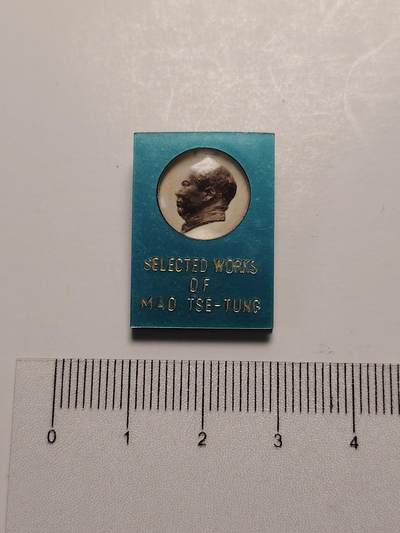 SELECTED WORKS
OF
MAO TSE-TUNG
0 1 2 3 4